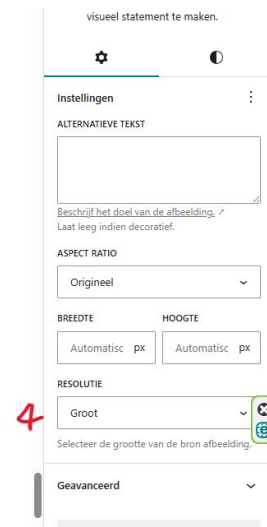 visueel statement te maken.
Instellingen
ALTERNATIEVE TEKST
Beschrijf het doel van de afbeelding. ↗
Laat leeg indien decoratief.
ASPECT RATIO
Origineel
BREEDTE HOOGTE
Automatisc px Automatisc px
RESOLUTIE
4 Groot
Selecteer de grootte van de bron afbeelding.
Geavanceerd